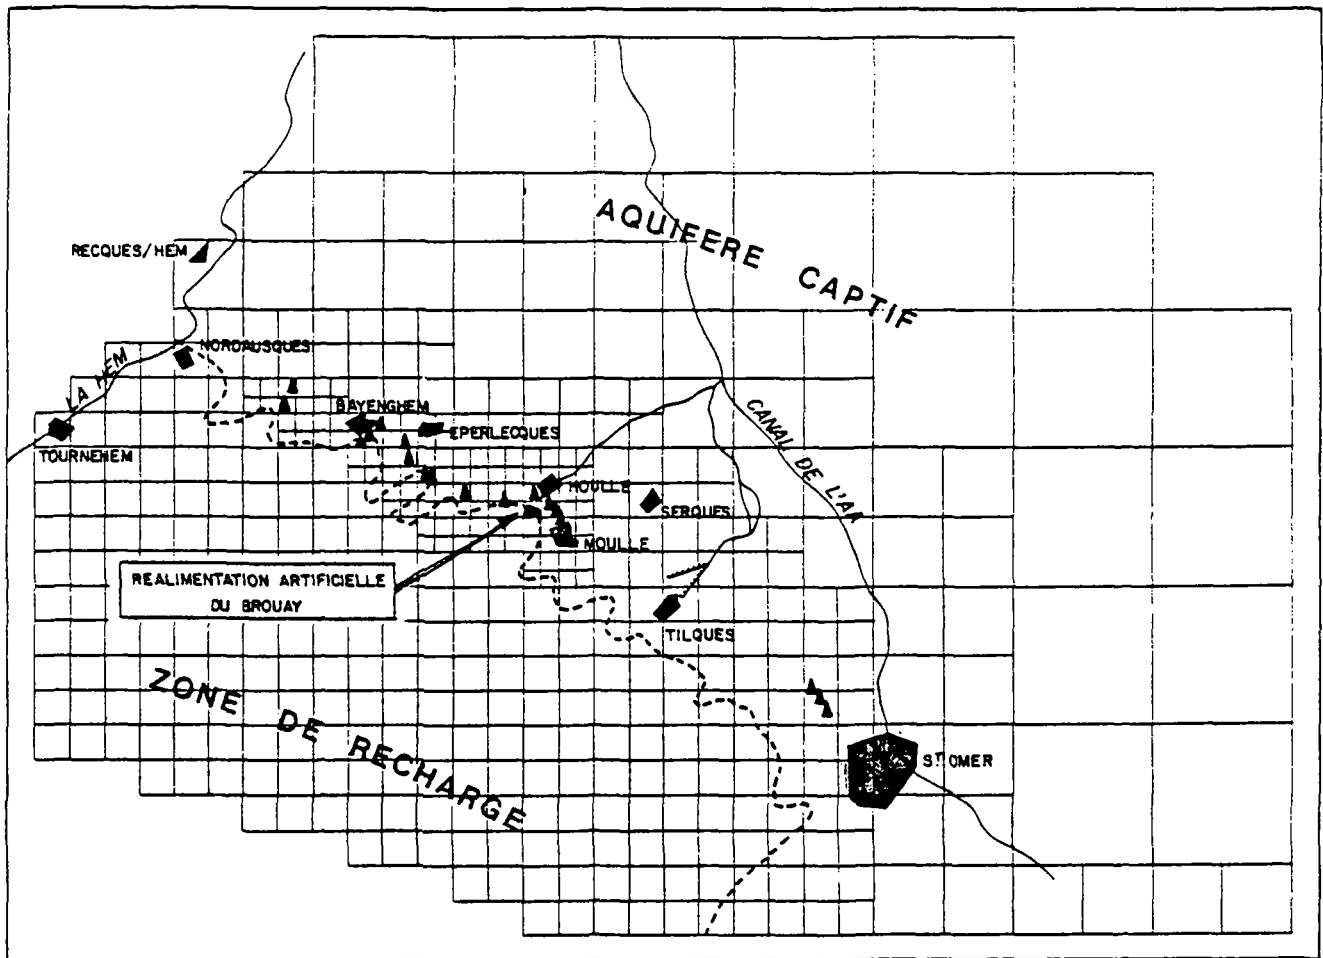 AQUIFERE CAPTIF
RECQUES/HEM
NORDAUSQUES
LA HEM
BAYENGHEM
EPERLECQUES
CANAL DE L'AA
TOURNEHEM
HOULLE
SERQUES
MOULLE
REALIMENTATION ARTIFICIELLE
DU BROUAY
TILQUES
ZONE DE RECHARGE
ST OMER